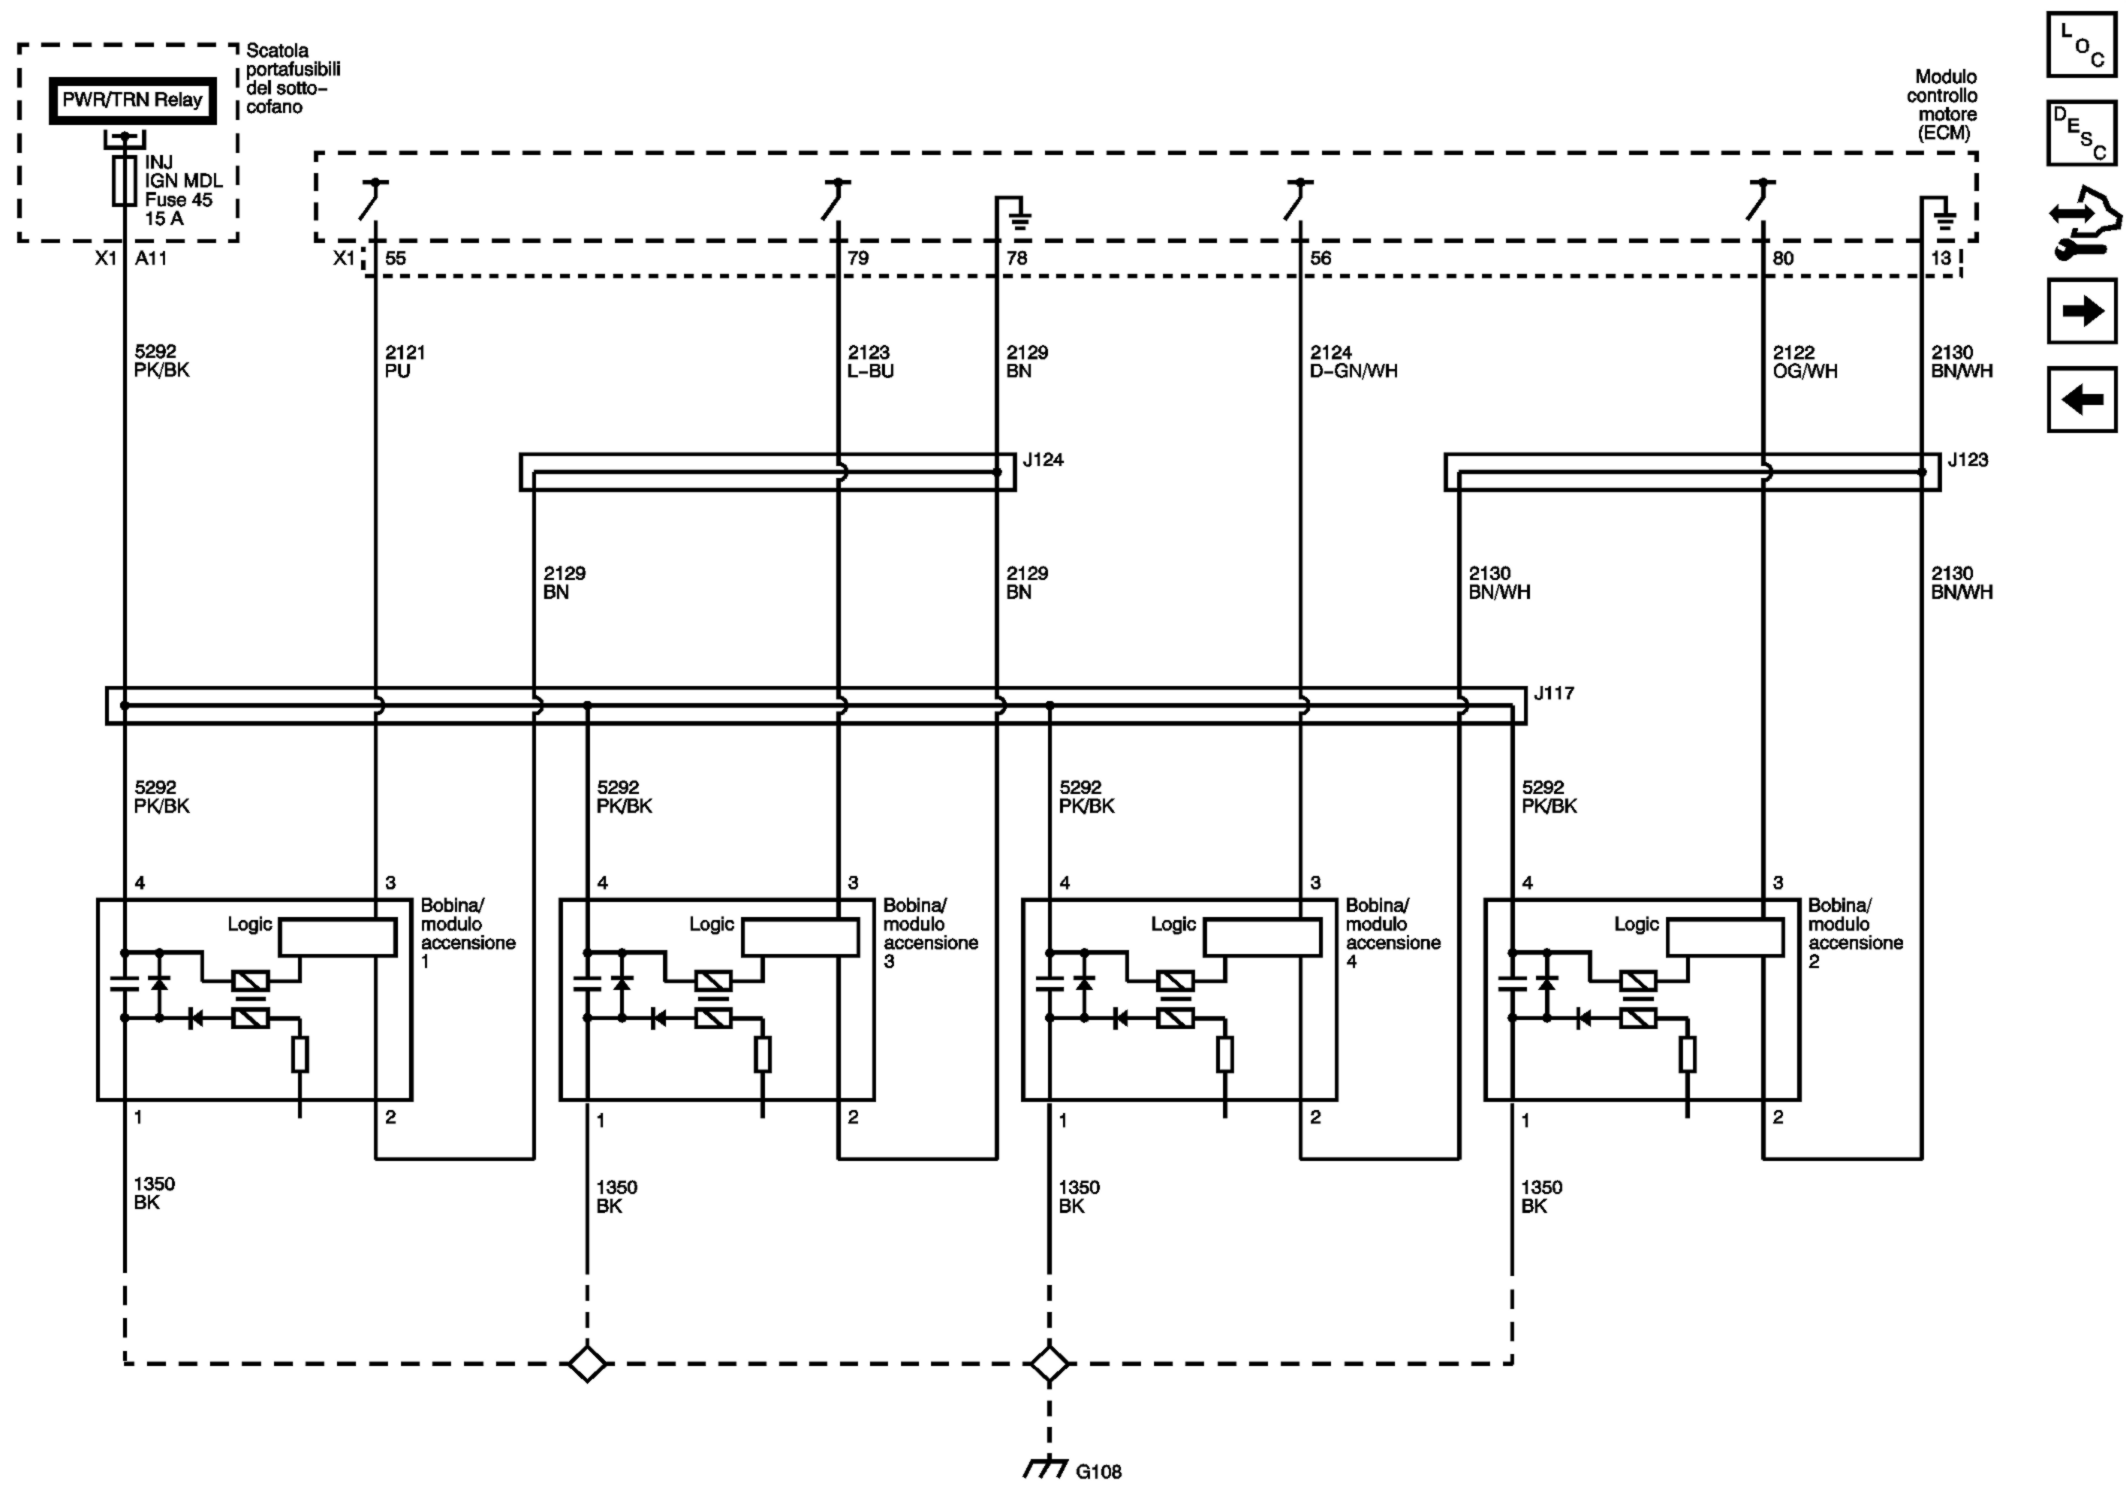 Scatola
portafusibili
del sotto-
cofano
PWR/TRN Relay
INJ
IGN MDL
Fuse 45
15 A
X1 A11
Modulo
controllo
motore
(ECM)
L
O
C
D
E
S
C
X1 55 79 78 56 80 13
5292
PK/BK
2121
PU
2123
L-BU
2129
BN
2124
D-GN/WH
2122
OG/WH
2130
BN/WH
J124
J123
2129
BN
2129
BN
2130
BN/WH
2130
BN/WH
J117
5292
PK/BK
5292
PK/BK
5292
PK/BK
5292
PK/BK
4 3 4 3 4 3 4 3
Logic
Bobina/
modulo
accensione
1
Logic
Bobina/
modulo
accensione
3
Logic
Bobina/
modulo
accensione
4
Logic
Bobina/
modulo
accensione
2
1 2 1 2 1 2 1 2
1350
BK
1350
BK
1350
BK
1350
BK
G108